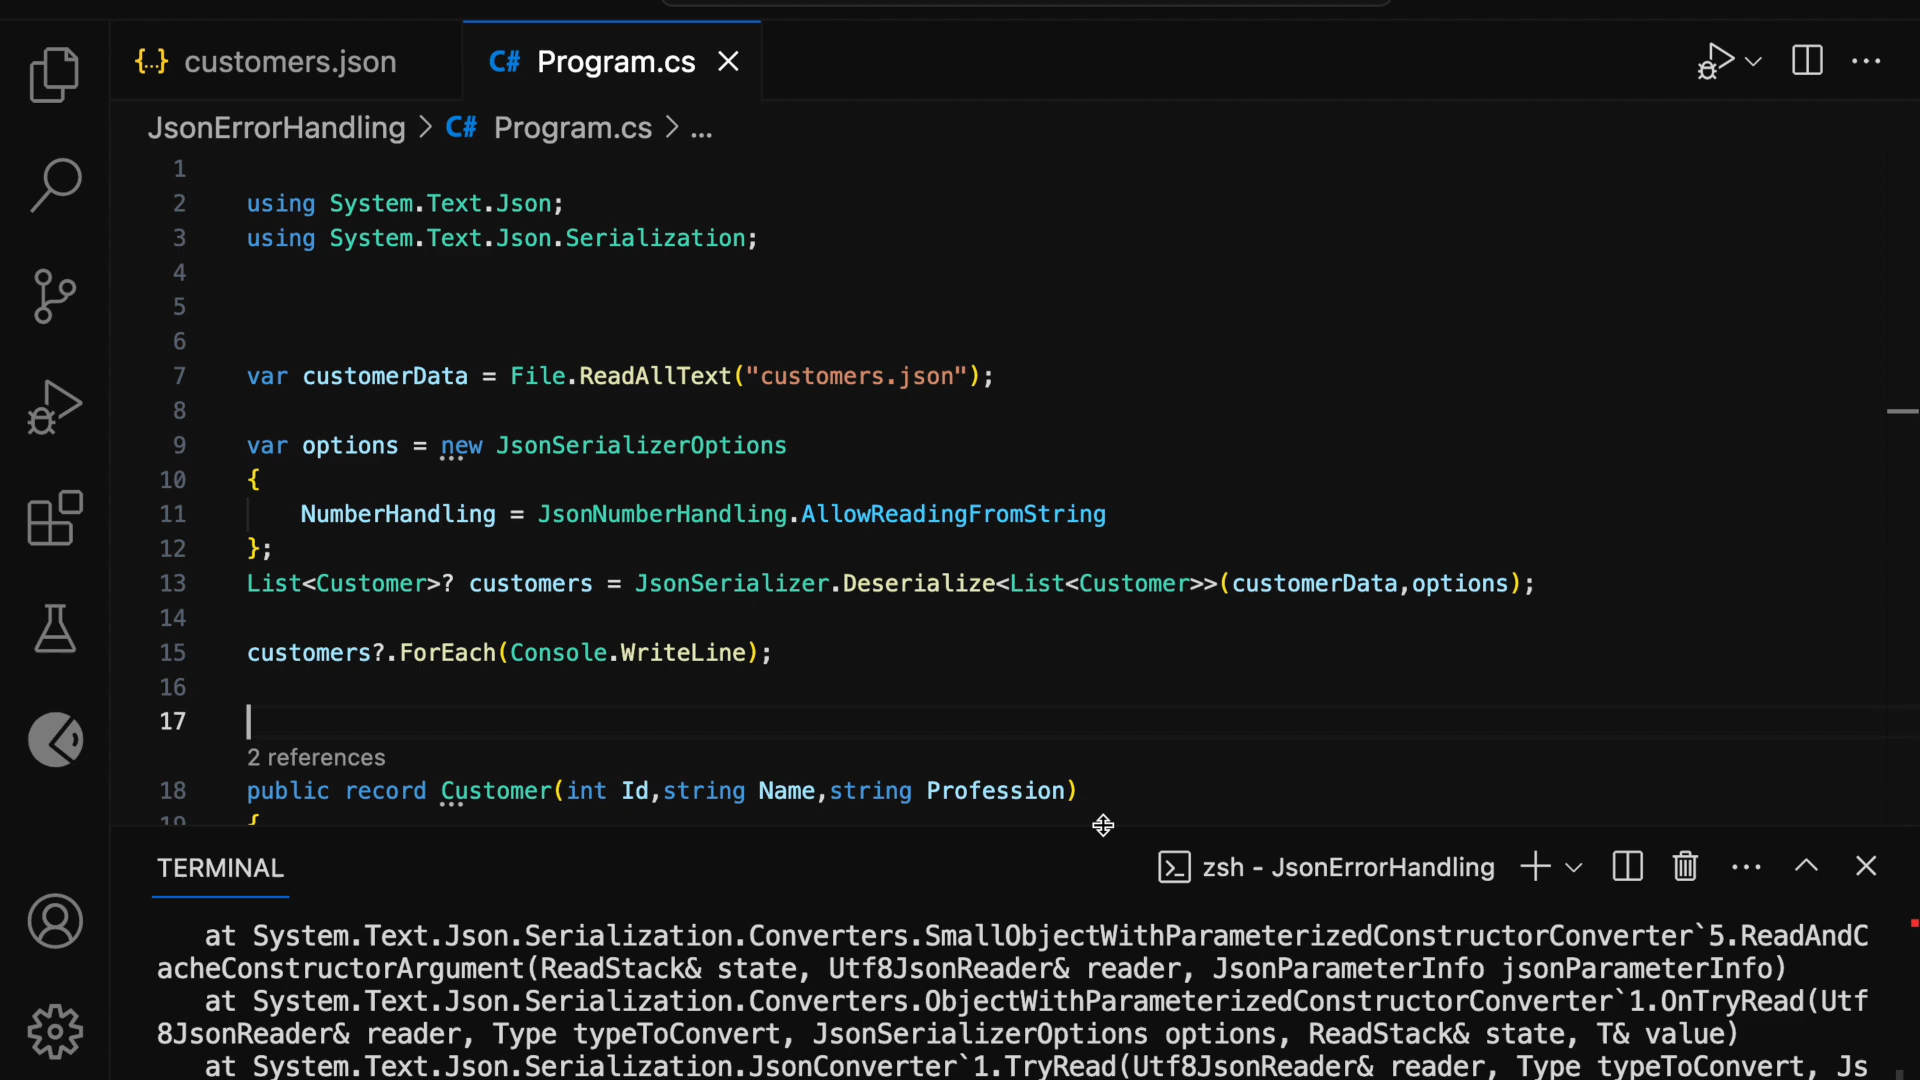 {..} customers.json
C# Program.cs
JsonErrorHandling > C# Program.cs > ...
1
2 using System.Text.Json;
3 using System.Text.Json.Serialization;
4
5
6
7 var customerData = File.ReadAllText("customers.json");
8
9 var options = new JsonSerializerOptions
10 {
11 NumberHandling = JsonNumberHandling.AllowReadingFromString
12 };
13 List<Customer>? customers = JsonSerializer.Deserialize<List<Customer>>(customerData,options);
14
15 customers?.ForEach(Console.WriteLine);
16
17
2 references
18 public record Customer(int Id,string Name,string Profession)
19 {
TERMINAL
zsh - JsonErrorHandling
at System.Text.Json.Serialization.Converters.SmallObjectWithParameterizedConstructorConverter`5.ReadAndC
acheConstructorArgument(ReadStack& state, Utf8JsonReader& reader, JsonParameterInfo jsonParameterInfo)
at System.Text.Json.Serialization.Converters.ObjectWithParameterizedConstructorConverter`1.OnTryRead(Utf
8JsonReader& reader, Type typeToConvert, JsonSerializerOptions options, ReadStack& state, T& value)
at System.Text.Json.Serialization.JsonConverter`1.TryRead(Utf8JsonReader& reader, Type typeToConvert, Js